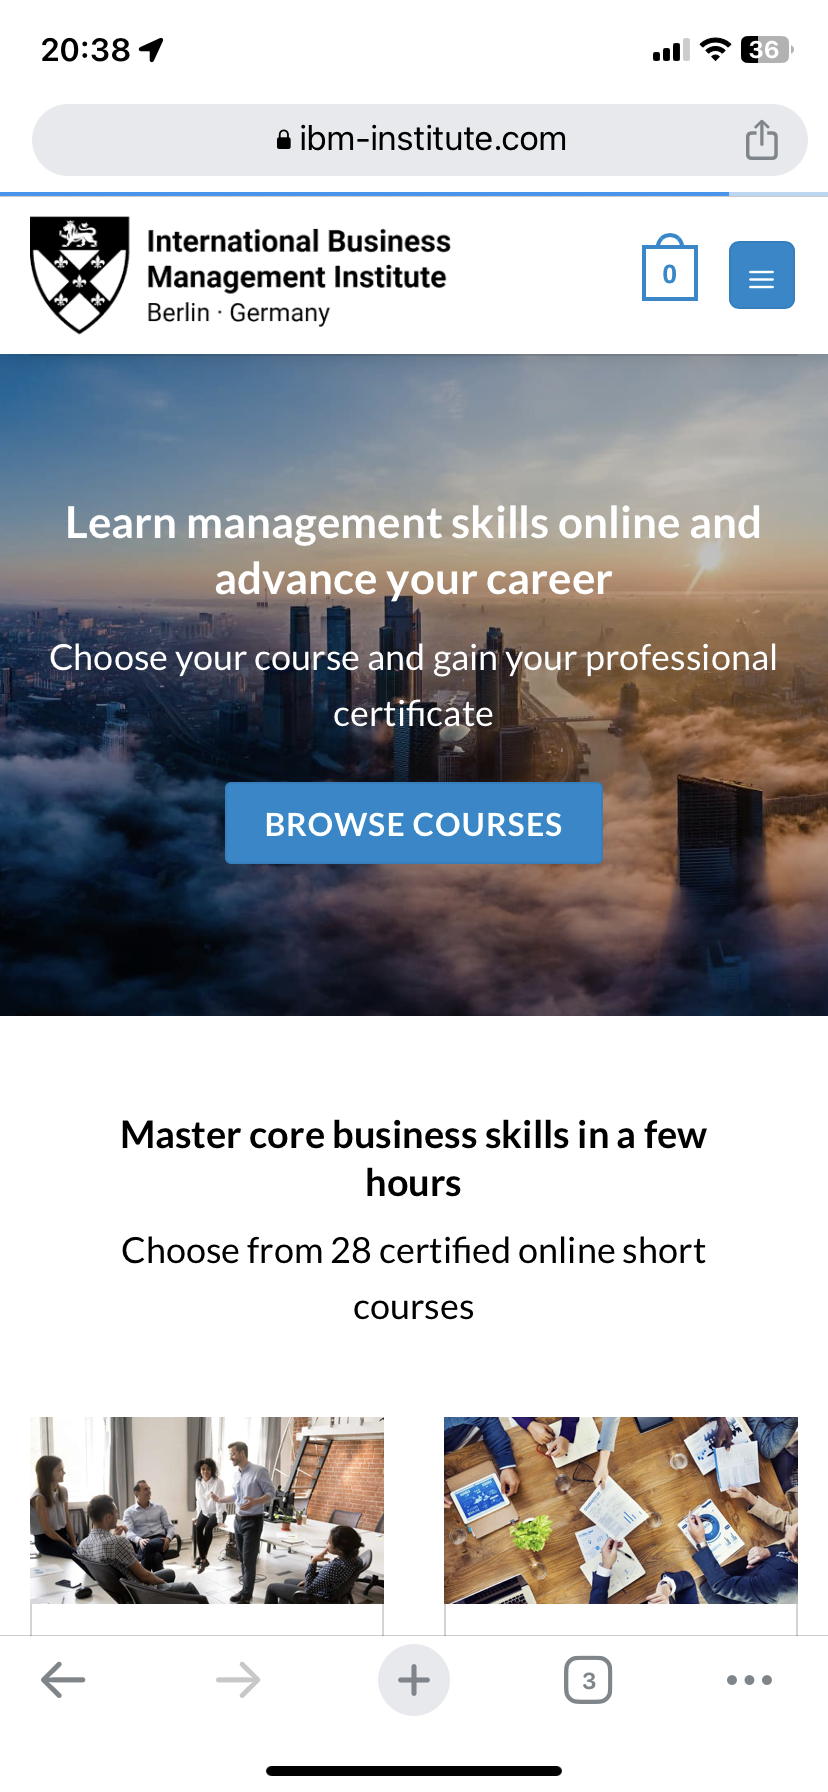 20:38
36
ibm-institute.com
International Business
Management Institute
Berlin · Germany
0
Learn management skills online and
advance your career
Choose your course and gain your professional
certificate
BROWSE COURSES
Master core business skills in a few
hours
Choose from 28 certified online short
courses
3